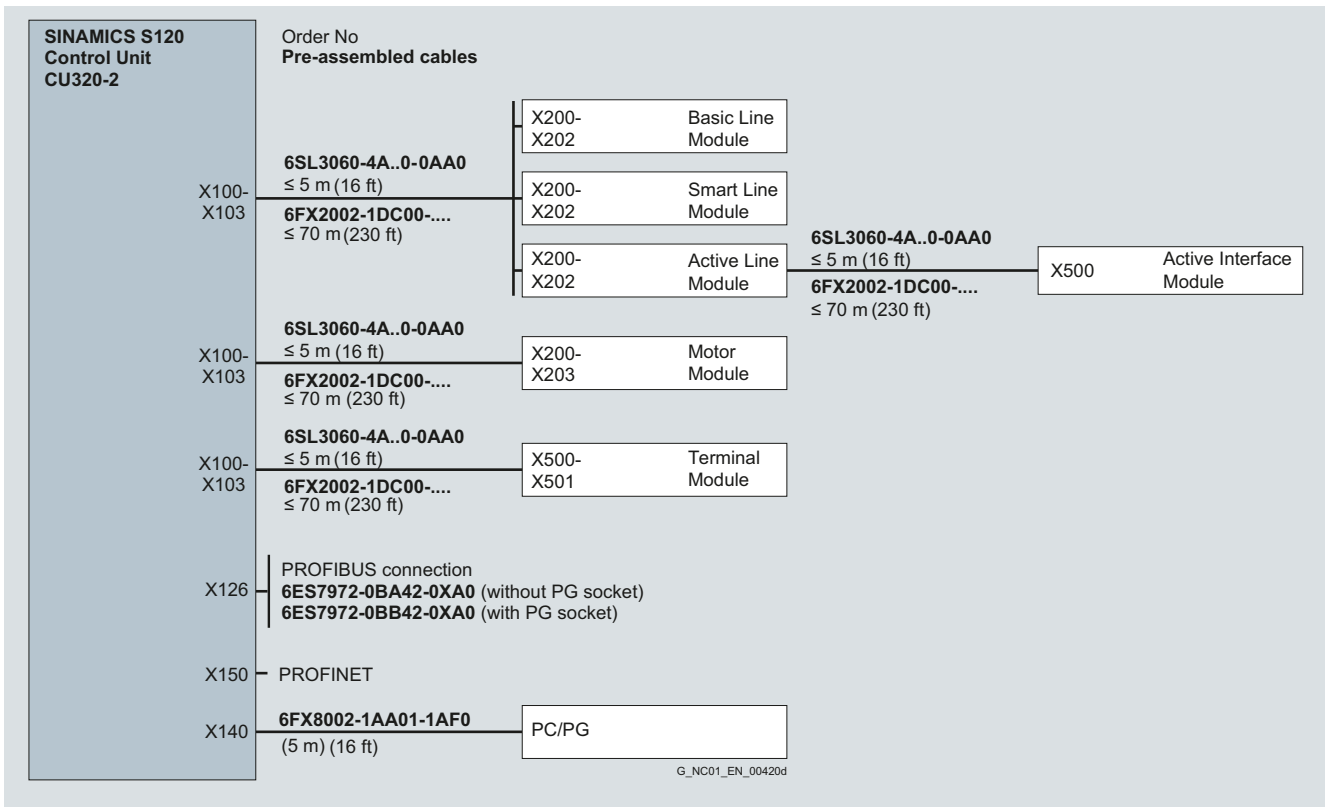 SINAMICS S120
Control Unit
CU320-2
Order No
Pre-assembled cables
X100-
X103
6SL3060-4A..0-0AA0
≤ 5 m (16 ft)
6FX2002-1DC00-....
≤ 70 m (230 ft)
X200-
X202
Basic Line
Module
X200-
X202
Smart Line
Module
X200-
X202
Active Line
Module
6SL3060-4A..0-0AA0
≤ 5 m (16 ft)
6FX2002-1DC00-....
≤ 70 m (230 ft)
X500
Active Interface
Module
X100-
X103
6SL3060-4A..0-0AA0
≤ 5 m (16 ft)
6FX2002-1DC00-....
≤ 70 m (230 ft)
X200-
X203
Motor
Module
X100-
X103
6SL3060-4A..0-0AA0
≤ 5 m (16 ft)
6FX2002-1DC00-....
≤ 70 m (230 ft)
X500-
X501
Terminal
Module
X126
PROFIBUS connection
6ES7972-0BA42-0XA0 (without PG socket)
6ES7972-0BB42-0XA0 (with PG socket)
X150
PROFINET
X140
6FX8002-1AA01-1AF0
(5 m) (16 ft)
PC/PG
G_NC01_EN_00420d